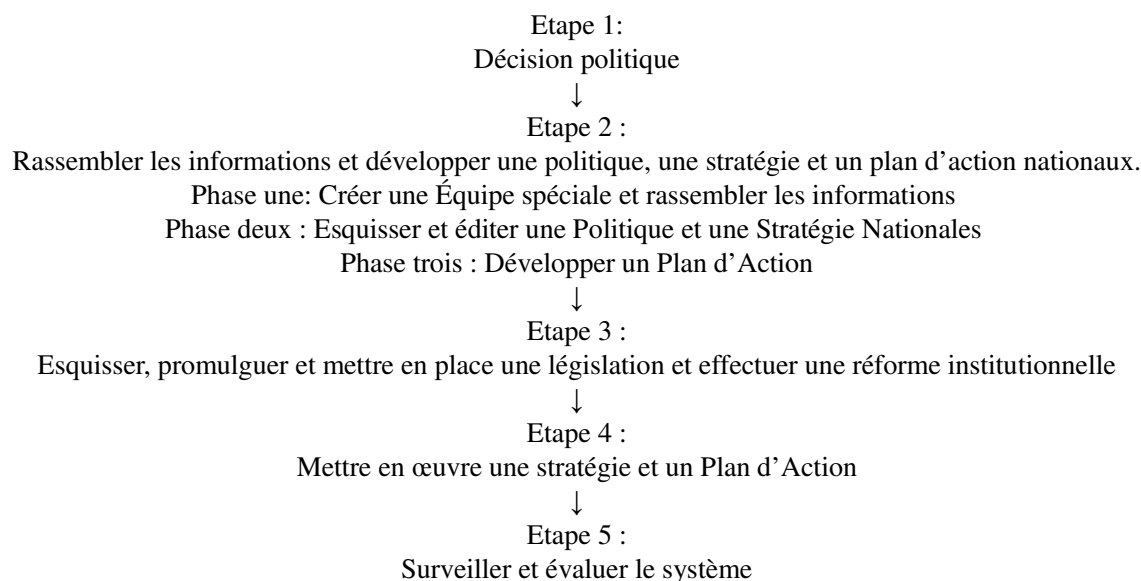 Etape 1:
Décision politique
↓
Etape 2 :
Rassembler les informations et développer une politique, une stratégie et un plan d’action nationaux.
Phase une: Créer une Équipe spéciale et rassembler les informations
Phase deux : Esquisser et éditer une Politique et une Stratégie Nationales
Phase trois : Développer un Plan d’Action
↓
Etape 3 :
Esquisser, promulguer et mettre en place une législation et effectuer une réforme institutionnelle
↓
Etape 4 :
Mettre en œuvre une stratégie et un Plan d’Action
↓
Etape 5 :
Surveiller et évaluer le système